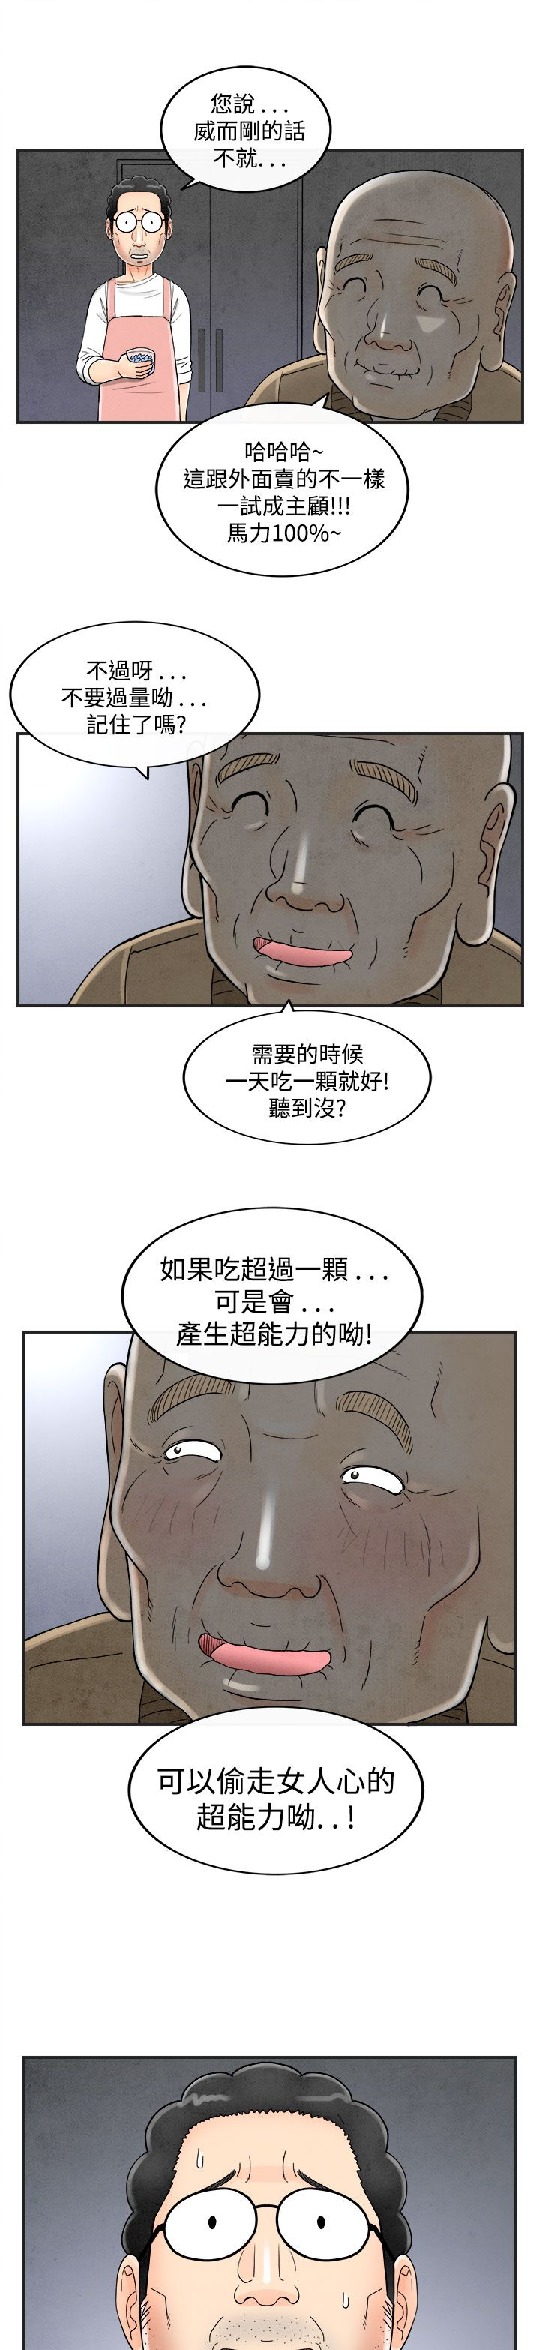 您說...
威而剛的話
不就...
哈哈哈~
這跟外面賣的不一樣
一試成主顧!!!
馬力100%~
不過呀...
不要過量呦...
記住了嗎?
需要的時候
一天吃一顆就好!
聽到沒?
如果吃超過一顆...
可是會...
產生超能力的呦!
可以偷走女人心的
超能力呦..!